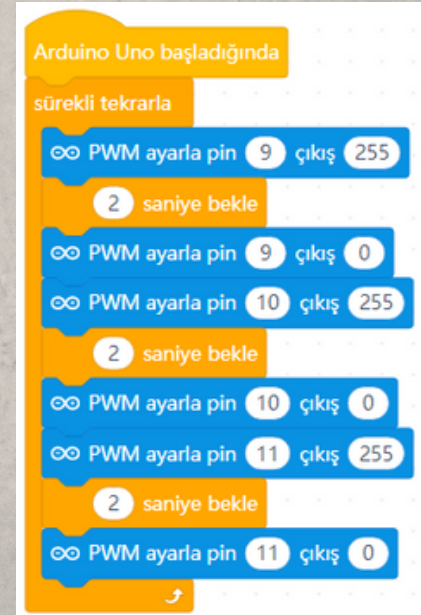 Arduino Uno başladığında
sürekli tekrarla
PWM ayarla pin 9 çıkış 255
2 saniye bekle
PWM ayarla pin 9 çıkış 0
PWM ayarla pin 10 çıkış 255
2 saniye bekle
PWM ayarla pin 10 çıkış 0
PWM ayarla pin 11 çıkış 255
2 saniye bekle
PWM ayarla pin 11 çıkış 0